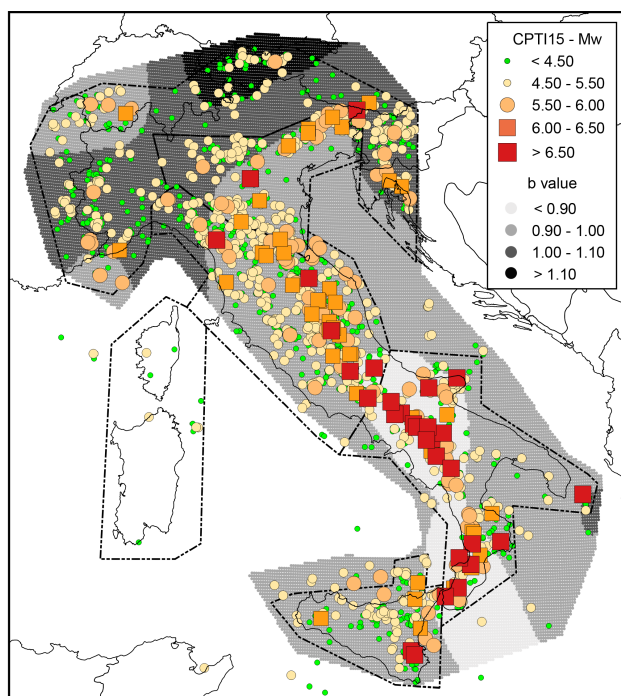 CPTI15 - Mw
< 4.50
4.50 - 5.50
5.50 - 6.00
6.00 - 6.50
> 6.50
b value
< 0.90
0.90 - 1.00
1.00 - 1.10
> 1.10